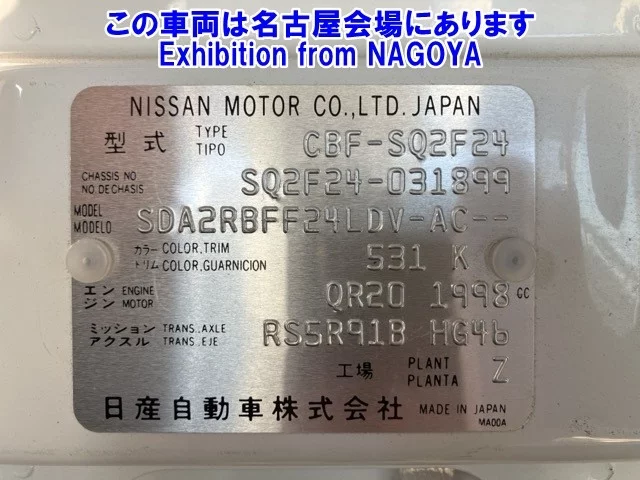 この車両は名古屋会場にあります
Exhibition from NAGOYA
NISSAN MOTOR CO.,LTD. JAPAN
型式 TYPE TIPO CBF-SQ2F24
CHASSIS NO NO DE CHASIS SQ2F24-031899
MODEL MODELO SDA2RBFF24LDV-AC--
カラー COLOR,TRIM トリム COLOR,GUARNICION 531 K
エンジン ENGINE MOTOR QR20 1998 CC
ミッション TRANS.,AXLE アクスル TRANS. EJE RS5R91B HG46
工場 PLANT PLANTA Z
日産自動車株式会社 MADE IN JAPAN
MA00A